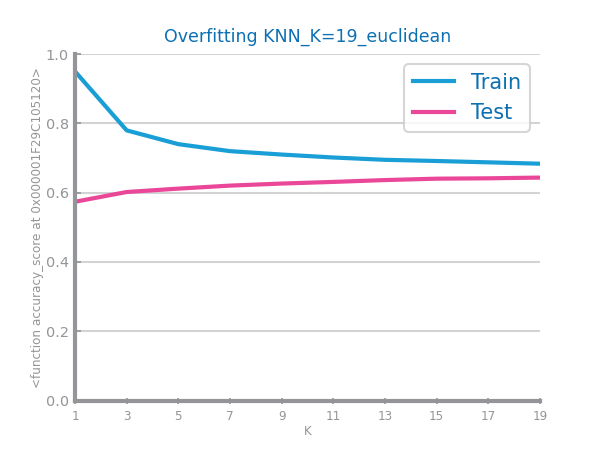 Overfitting KNN_K=19_euclidean
<function accuracy_score at 0x000001F29C105120>
1.0
0.8
0.6
0.4
0.2
0.0
Train
Test
1 3 5 7 9 11 13 15 17 19
K